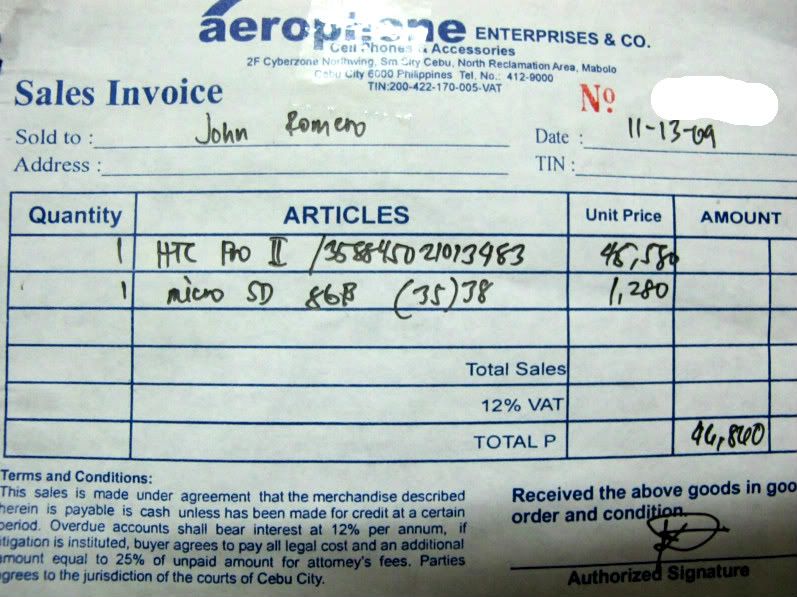 aerophone ENTERPRISES & CO.
Cell Phones & Accessories
2F Cyberzone Northwing, Sm City Cebu, North Reclamation Area, Mabolo
Cebu City 6000 Philippines Tel. No.: 412-9000
TIN:200-422-170-005-VAT
Sales Invoice Nº
Sold to : John Romero Date : 11-13-09
Address : TIN :
Quantity ARTICLES Unit Price AMOUNT
1 HTC Pro II /358845021013483 45,580
1 micro SD 8GB (35)38 1,280
Total Sales
12% VAT
TOTAL P 46,860
Terms and Conditions:
This sales is made under agreement that the merchandise described
herein is payable is cash unless has been made for credit at a certain
period. Overdue accounts shall bear interest at 12% per annum, if
litigation is instituted, buyer agrees to pay all legal cost and an additional
amount equal to 25% of unpaid amount for attorney's fees. Parties
agrees to the jurisdiction of the courts of Cebu City.
Received the above goods in goo
order and condition.
Authorized Signature